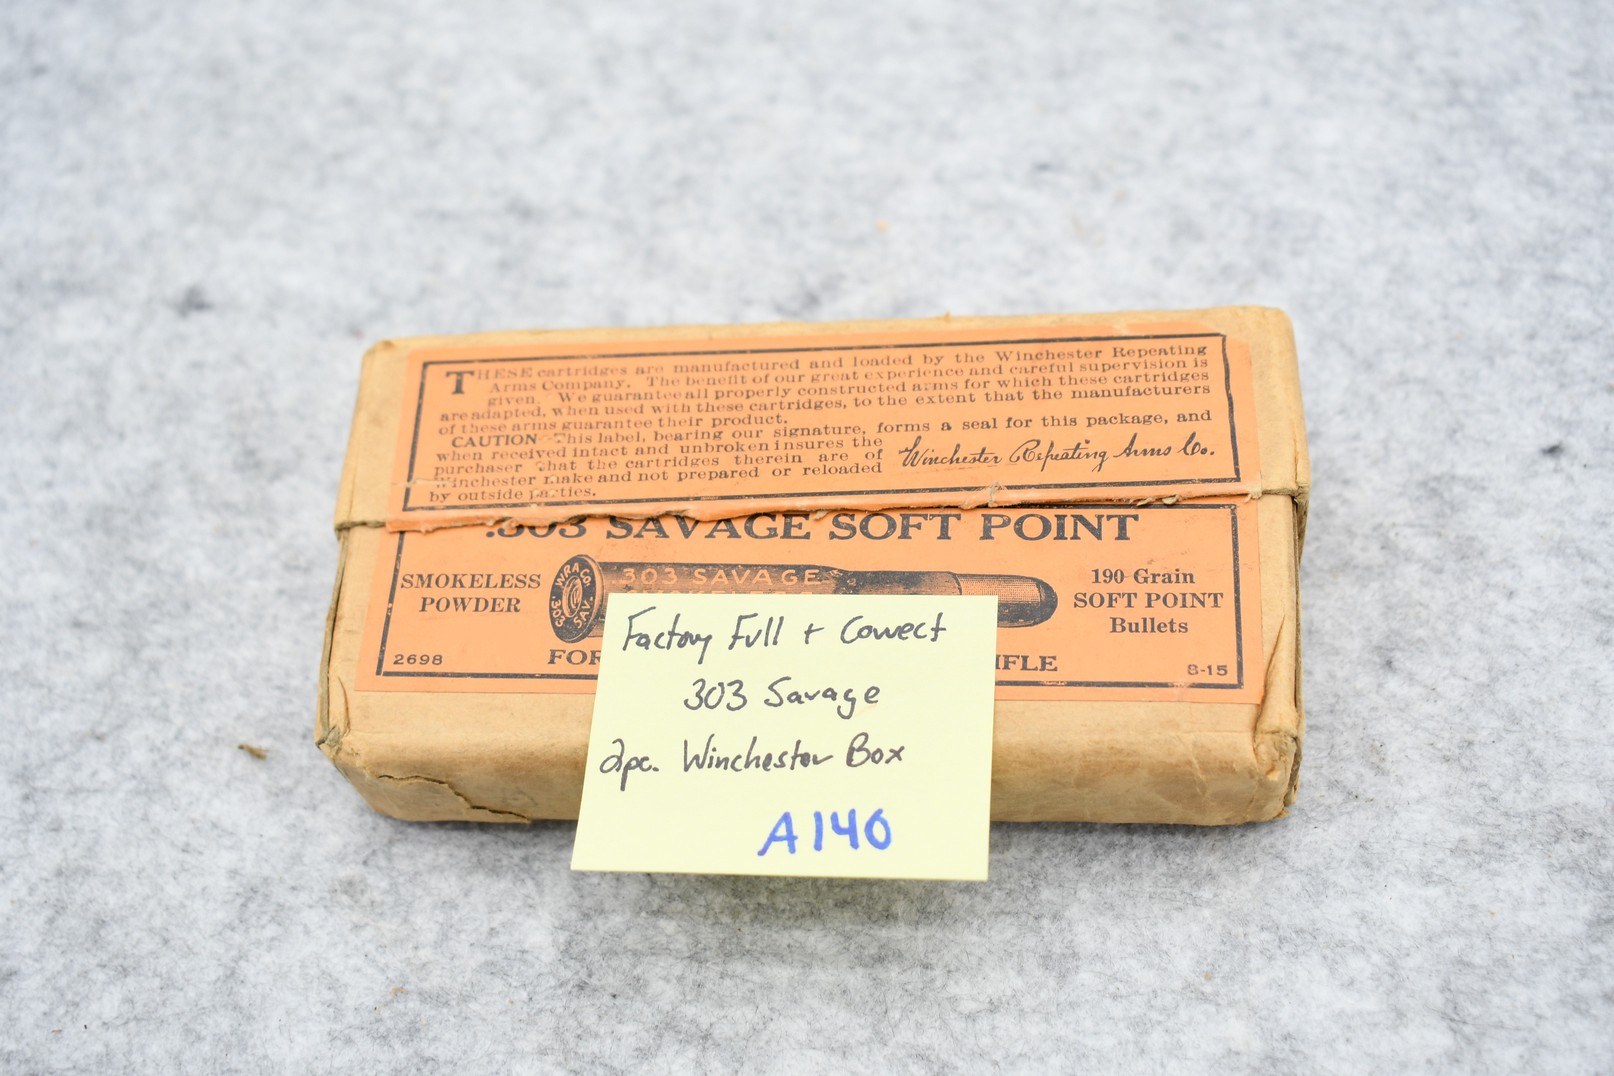 THESE cartridges are manufactured and loaded by the Winchester Repeating
Arms Company. The benefit of our great experience and careful supervision is
given. We guarantee all properly constructed arms for which these cartridges
are adapted, when used with these cartridges, to the extent that the manufacturers
of these arms guarantee their product.
CAUTION—This label, bearing our signature, forms a seal for this package, and
when received intact and unbroken insures the
purchaser that the cartridges therein are of
Winchester make and not prepared or reloaded
by outside parties.
Winchester Repeating Arms Co.
.303 SAVAGE SOFT POINT
SMOKELESS
POWDER
W.R.A.Co.
.303
SAV.
303 SAVAGE
190 Grain
SOFT POINT
Bullets
2698
FOR
IFLE
8-15
Factory Full + Correct
303 Savage
2pc. Winchester Box
A140